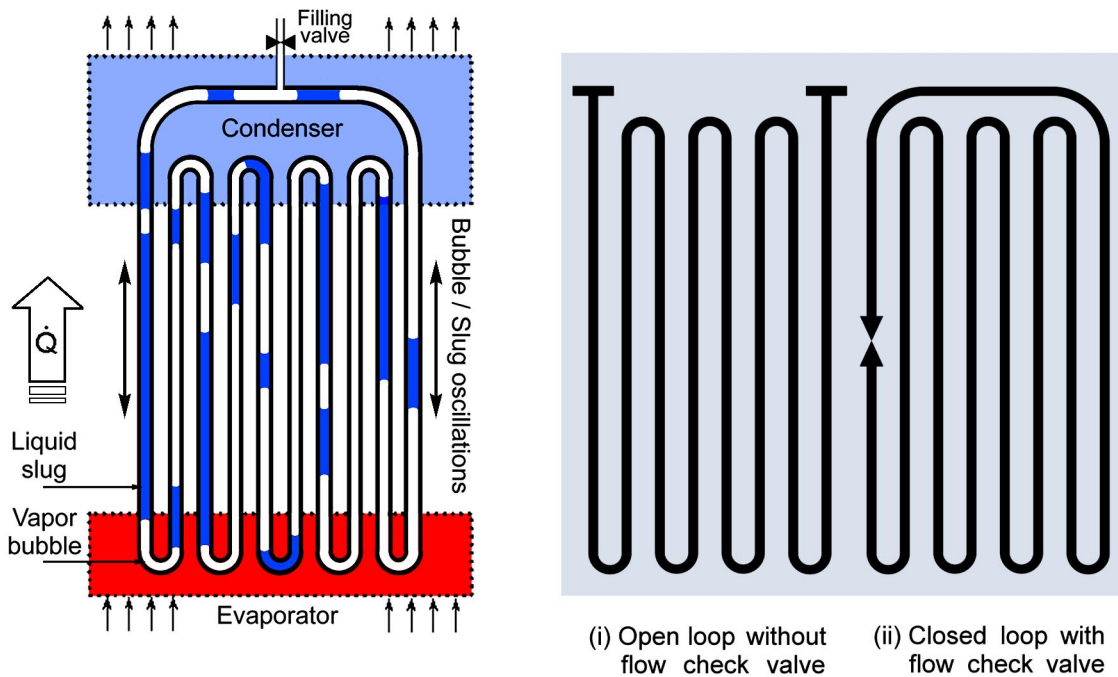 Filling
valve
Condenser
Bubble / Slug oscillations
Q̇
Liquid
slug
Vapor
bubble
Evaporator
(i) Open loop without
flow check valve
(ii) Closed loop with
flow check valve